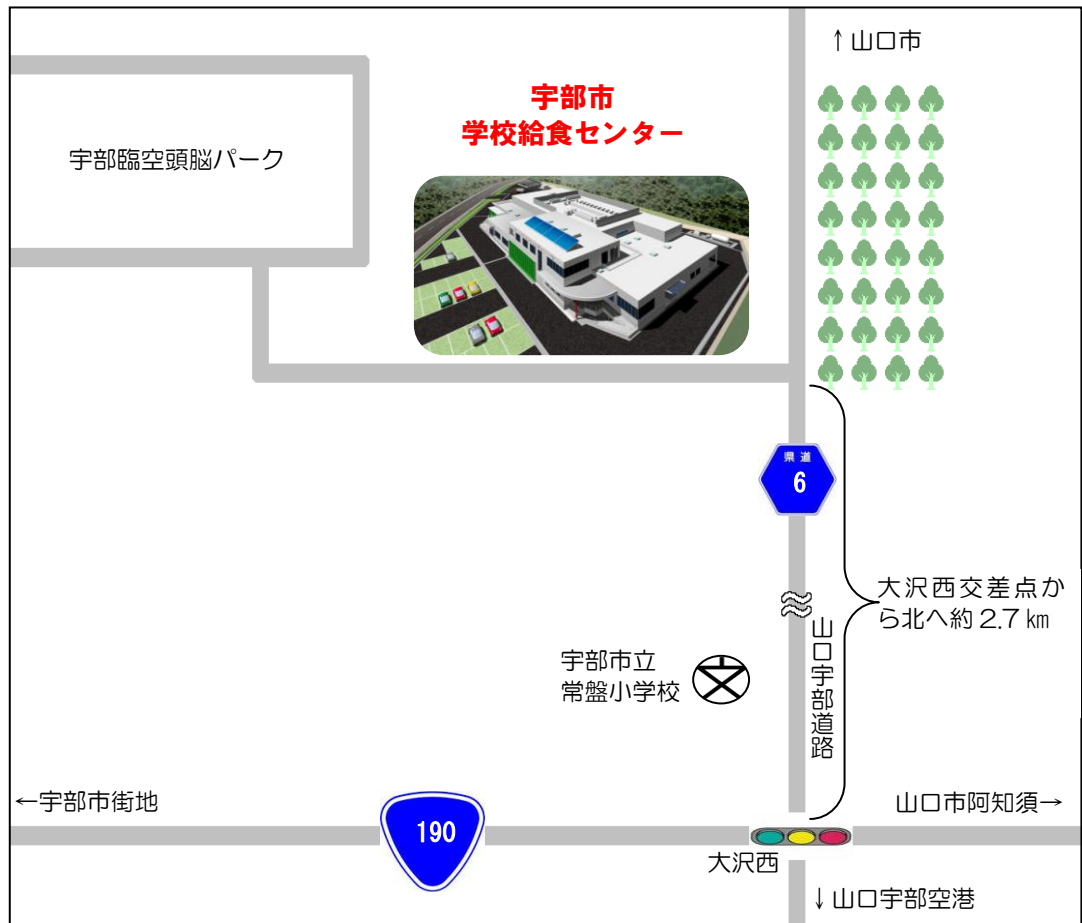 ↑山口市
宇部市
学校給食センター
宇部臨空頭脳パーク
県道
6
大沢西交差点か
ら北へ約2.7㎞
山口宇部道路
宇部市立
常盤小学校
←宇部市街地
山口市阿知須→
190
大沢西
↓山口宇部空港